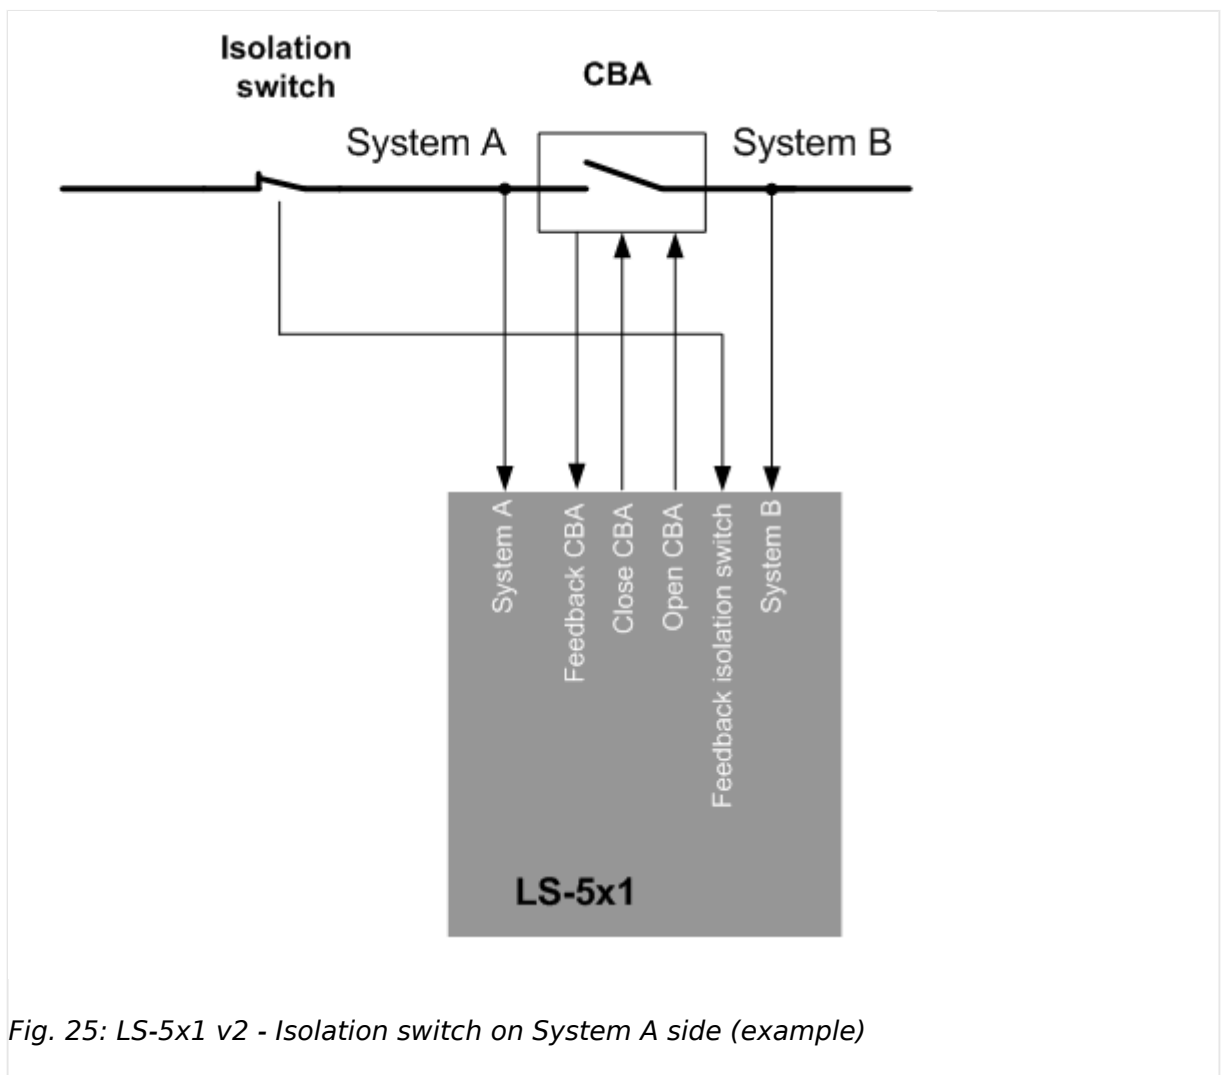 Isolation
switch
CBA
System A
System B
System A
Feedback CBA
Close CBA
Open CBA
Feedback isolation switch
System B
LS-5x1
Fig. 25: LS-5x1 v2 - Isolation switch on System A side (example)